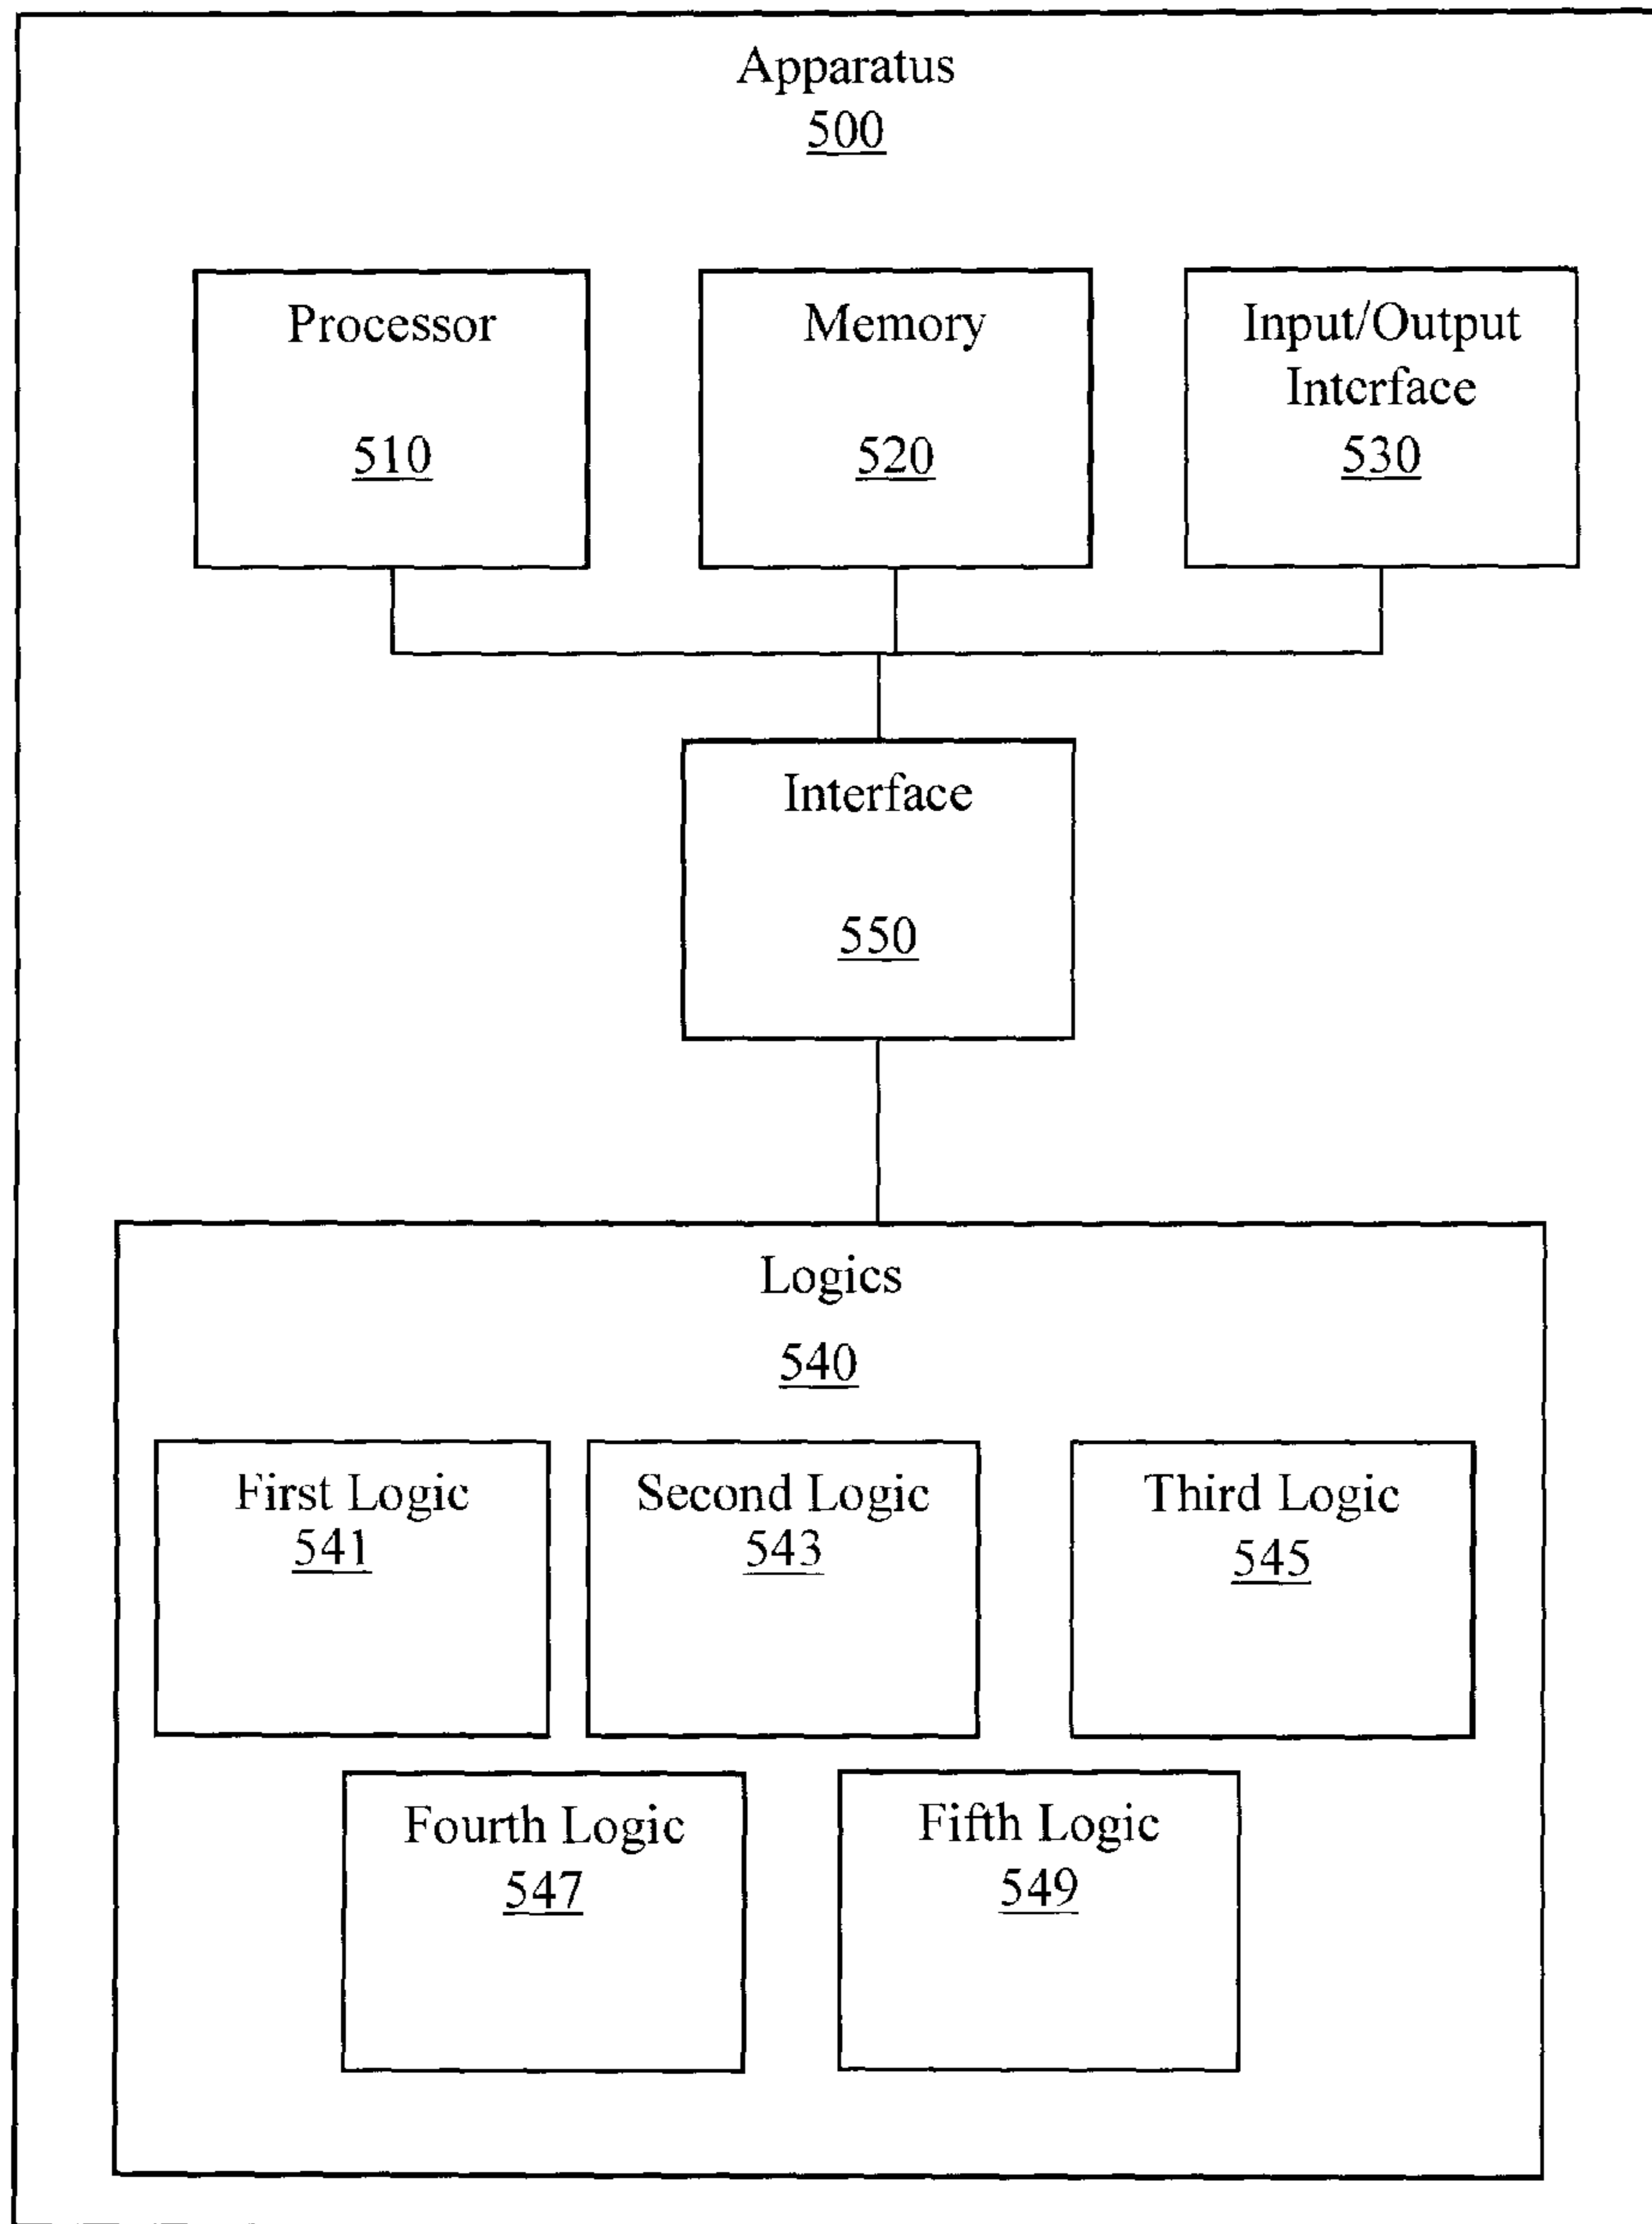 Apparatus
500
Processor
510
Memory
520
Input/Output
Interface
530
Interface
550
Logics
540
First Logic
541
Second Logic
543
Third Logic
545
Fourth Logic
547
Fifth Logic
549